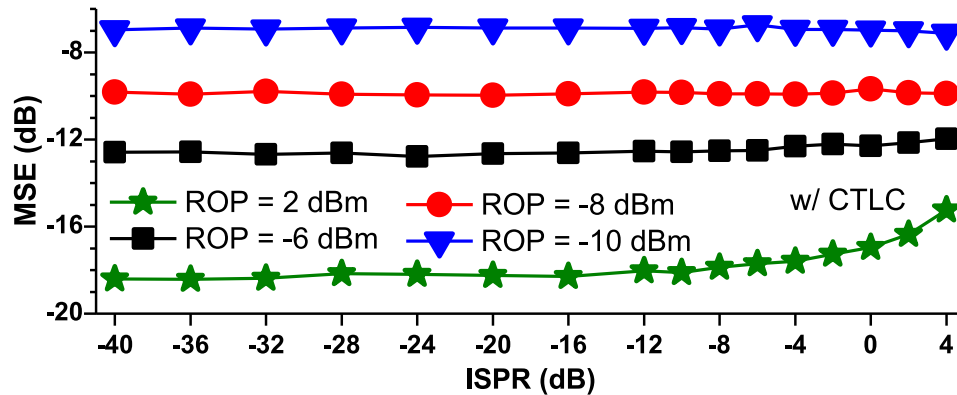 -8
-12
-16
-20
MSE (dB)
ROP = 2 dBm
ROP = -8 dBm
w/ CTLC
ROP = -6 dBm
ROP = -10 dBm
-40 -36 -32 -28 -24 -20 -16 -12 -8 -4 0 4
ISPR (dB)